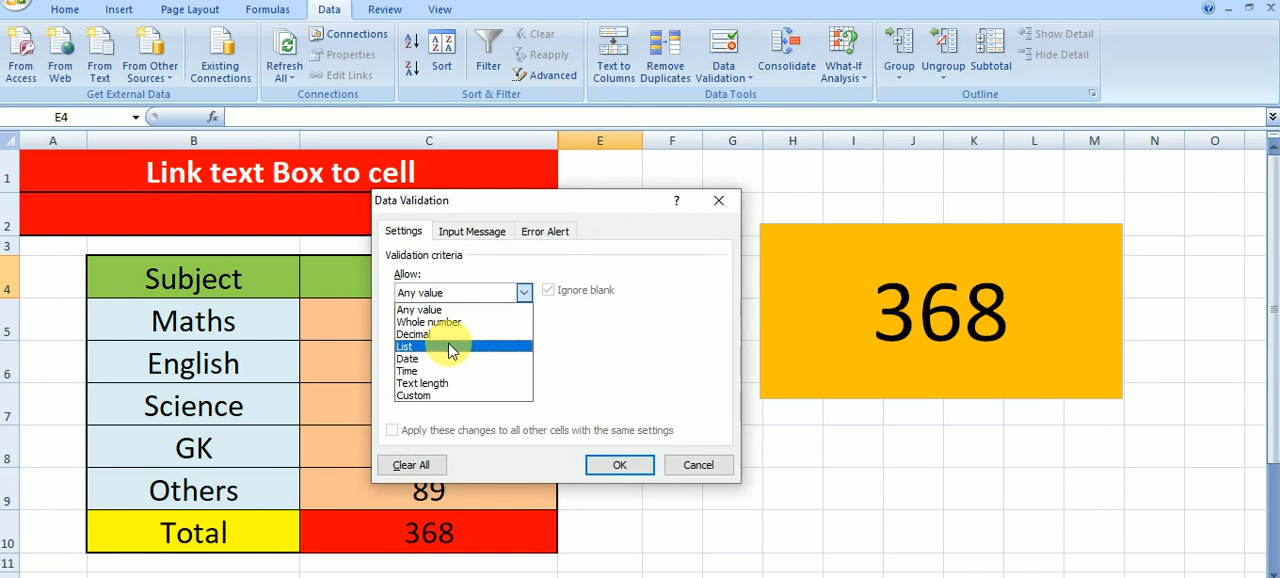 Home Insert Page Layout Formulas Data Review View
From Access
From Web
From Text
From Other Sources
Existing Connections
Get External Data
Refresh All
Connections
Properties
Edit Links
Connections
Sort
Filter
Clear
Reapply
Advanced
Sort & Filter
Text to Columns
Remove Duplicates
Data Validation
Consolidate
What-If Analysis
Data Tools
Group
Ungroup
Subtotal
Show Detail
Hide Detail
Outline
E4
fx
A B C E F G H I J K L M N O
1 Link text Box to cell
2
3
4 Subject
5 Maths
6 English
7 Science
8 GK
9 Others 89
10 Total 368
11
Data Validation ?
Settings Input Message Error Alert
Validation criteria
Allow:
Any value
Ignore blank
Any value
Whole number
Decimal
List
Date
Time
Text length
Custom
Apply these changes to all other cells with the same settings
Clear All OK Cancel
368